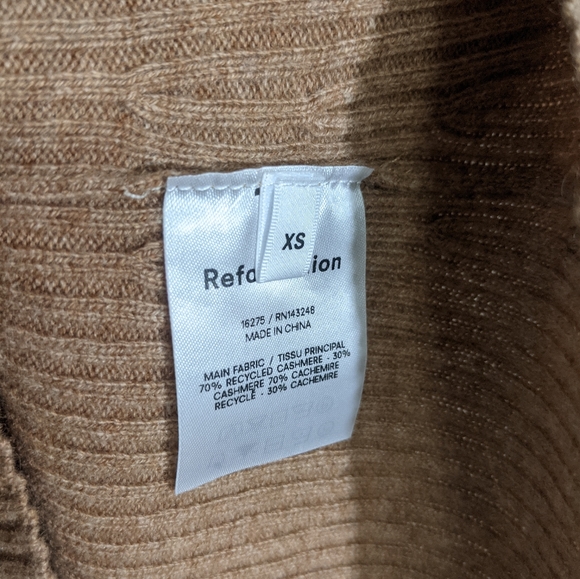 XS
Refo ion
16275 / RN143248
MADE IN CHINA
MAIN FABRIC / TISSU PRINCIPAL
70% RECYCLED CASHMERE · 30%
CASHMERE 70% CACHEMIRE
RECYCLÉ · 30% CACHEMIRE